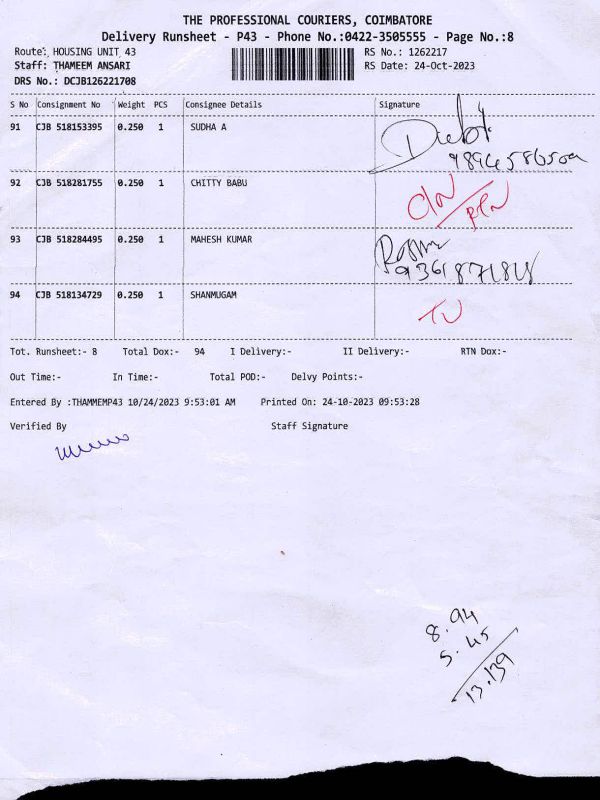 THE PROFESSIONAL COURIERS, COIMBATORE
Delivery Runsheet - P43 - Phone No.:0422-3505555 - Page No.:8
Route: HOUSING UNIT 43 RS No.: 1262217
Staff: THAMEEM ANSARI RS Date: 24-Oct-2023
DRS No.: DCJB126221708
S No Consignment No Weight PCS Consignee Details Signature
91 CJB 518153395 0.250 1 SUDHA A
92 CJB 518281755 0.250 1 CHITTY BABU
93 CJB 518284495 0.250 1 MAHESH KUMAR
94 CJB 518134729 0.250 1 SHANMUGAM
Tot. Runsheet:- 8 Total Dox:- 94 I Delivery:- II Delivery:- RTN Dox:-
Out Time:- In Time:- Total POD:- Delvy Points:-
Entered By :THAMMEMP43 10/24/2023 9:53:01 AM Printed On: 24-10-2023 09:53:28
Verified By Staff Signature
8.94
5.45
13.139